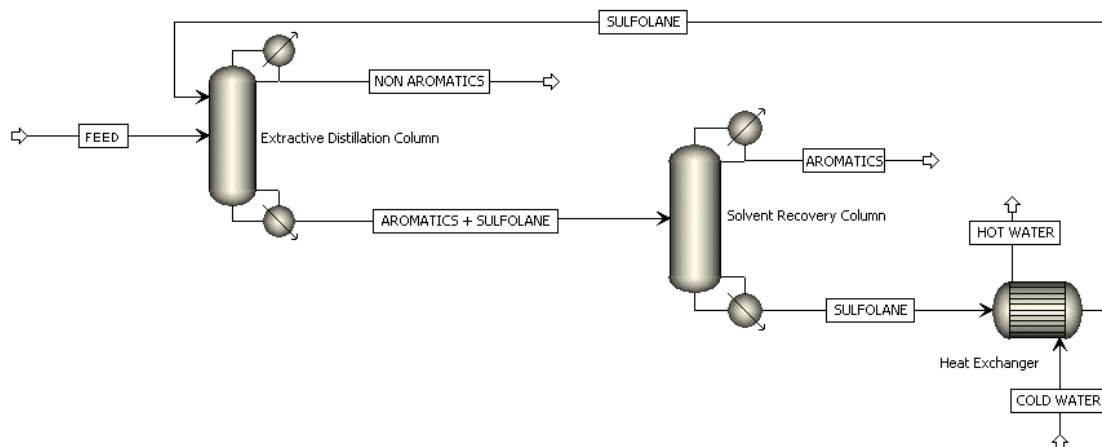 SULFOLANE
NON AROMATICS
FEED
Extractive Distillation Column
AROMATICS
AROMATICS + SULFOLANE
Solvent Recovery Column
HOT WATER
SULFOLANE
Heat Exchanger
COLD WATER